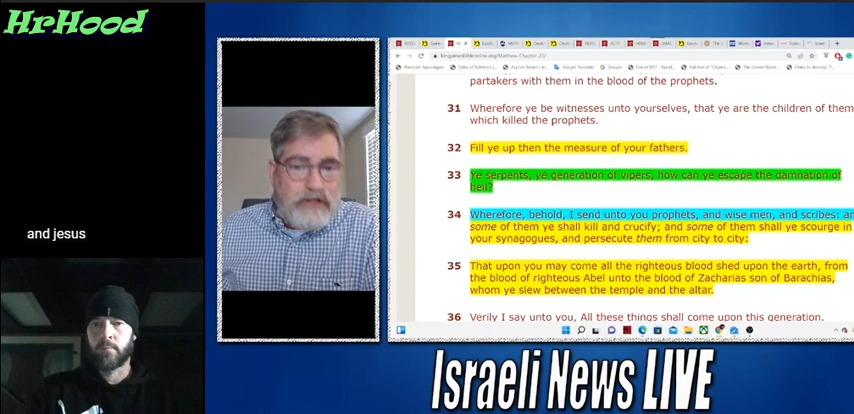 HrHood
and jesus
kingjamesbibleonline.org/Matthew-Chapter-23/
partakers with them in the blood of the prophets.
31 Wherefore ye be witnesses unto yourselves, that ye are the children of them
which killed the prophets.
32 Fill ye up then the measure of your fathers.
33 Ye serpents, ye generation of vipers, how can ye escape the damnation of
hell?
34 Wherefore, behold, I send unto you prophets, and wise men, and scribes: an
some of them ye shall kill and crucify; and some of them shall ye scourge in
your synagogues, and persecute them from city to city:
35 That upon you may come all the righteous blood shed upon the earth, from
the blood of righteous Abel unto the blood of Zacharias son of Barachias,
whom ye slew between the temple and the altar.
36 Verily I say unto you, All these things shall come upon this generation.
Israeli News LIVE